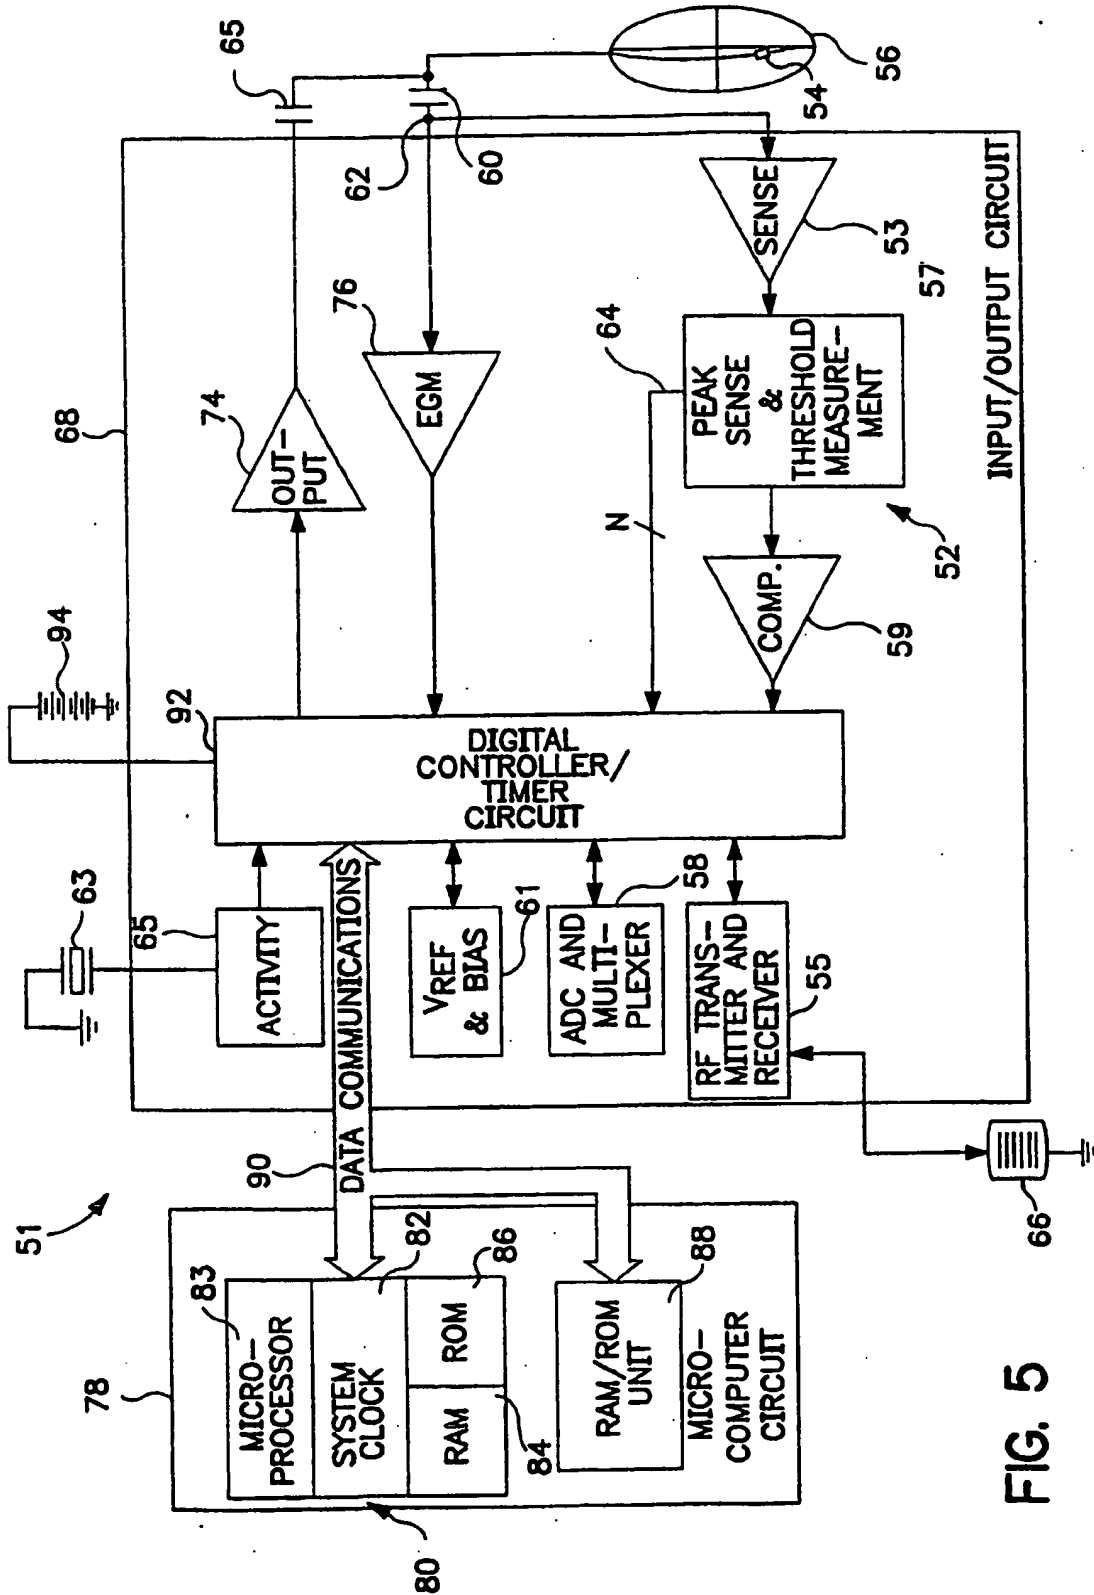 51
78
83
MICRO-
PROCESSOR
SYSTEM
CLOCK
82
RAM
ROM
84
86
80
RAM/ROM
UNIT
88
MICRO-
COMPUTER
CIRCUIT
90
DATA COMMUNICATIONS
63
65
ACTIVITY
VREF
& BIAS
61
ADC AND
MULTI-
PLEXER
58
RF TRANS-
MITTER AND
RECEIVER
55
66
94
92
DIGITAL
CONTROLLER/
TIMER
CIRCUIT
68
74
OUT-
PUT
76
EGM
65
62
60
N
64
PEAK
SENSE
&
THRESHOLD
MEASURE-
MENT
COMP.
59
52
SENSE
53
57
54
56
INPUT/OUTPUT CIRCUIT
FIG. 5